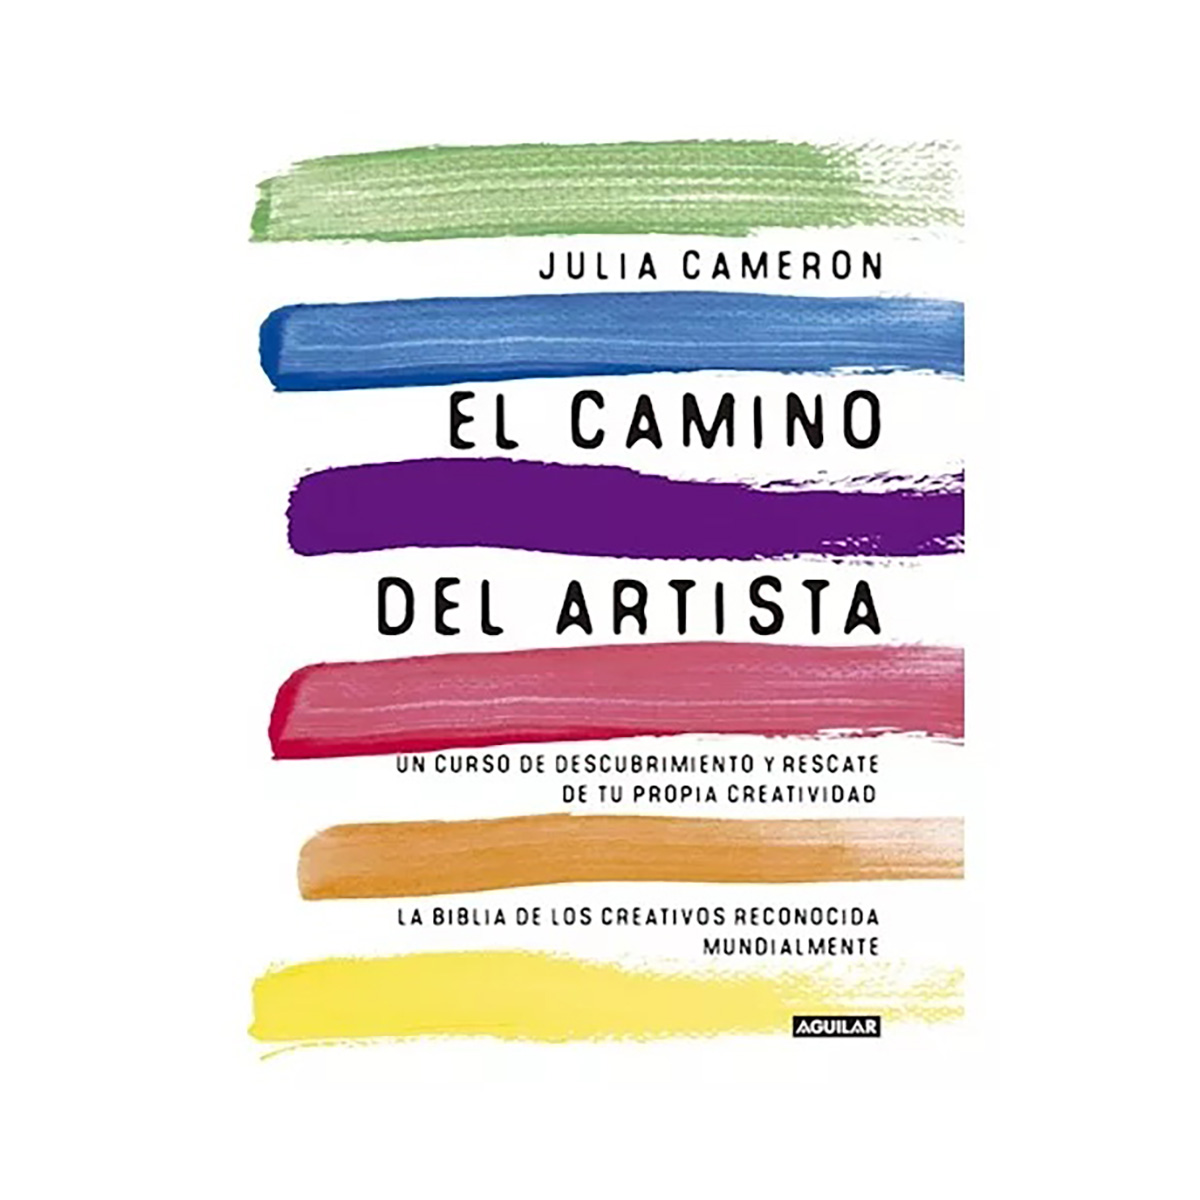 JULIA CAMERON
EL CAMINO
DEL ARTISTA
UN CURSO DE DESCUBRIMIENTO Y RESCATE
DE TU PROPIA CREATIVIDAD
LA BIBLIA DE LOS CREATIVOS RECONOCIDA
MUNDIALMENTE
AGUILAR